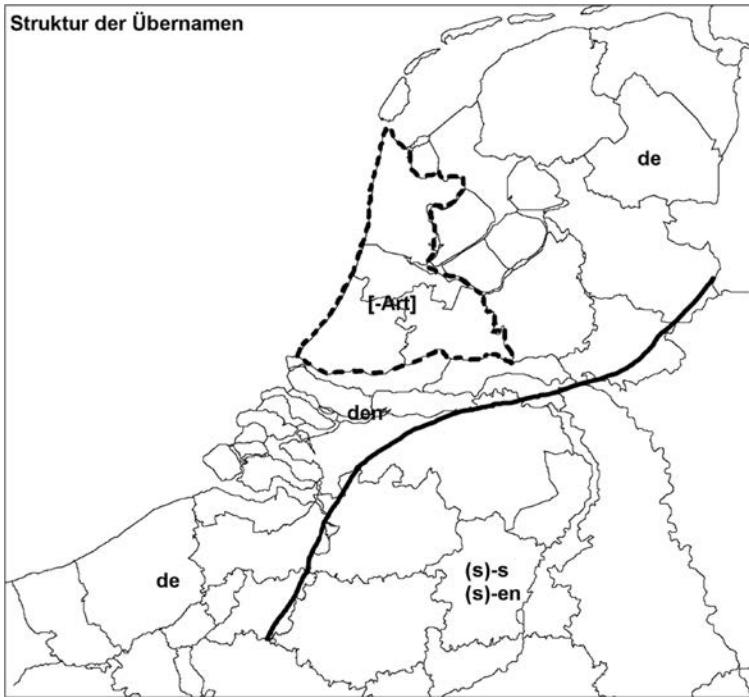 Struktur der Übernamen
de
[-Art]
den
de
(s)-s
(s)-en